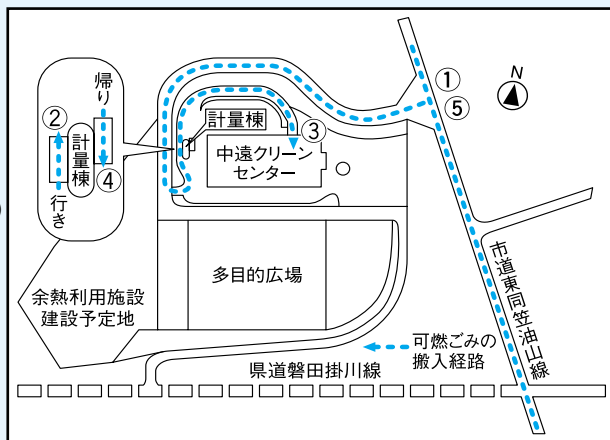 帰り
②
計量棟
④
行き
計量棟
③
中遠クリーン
センター
①
⑤
N
余熱利用施設
建設予定地
多目的広場
市道東同笠油山線
可燃ごみの
搬入経路
県道磐田掛川線